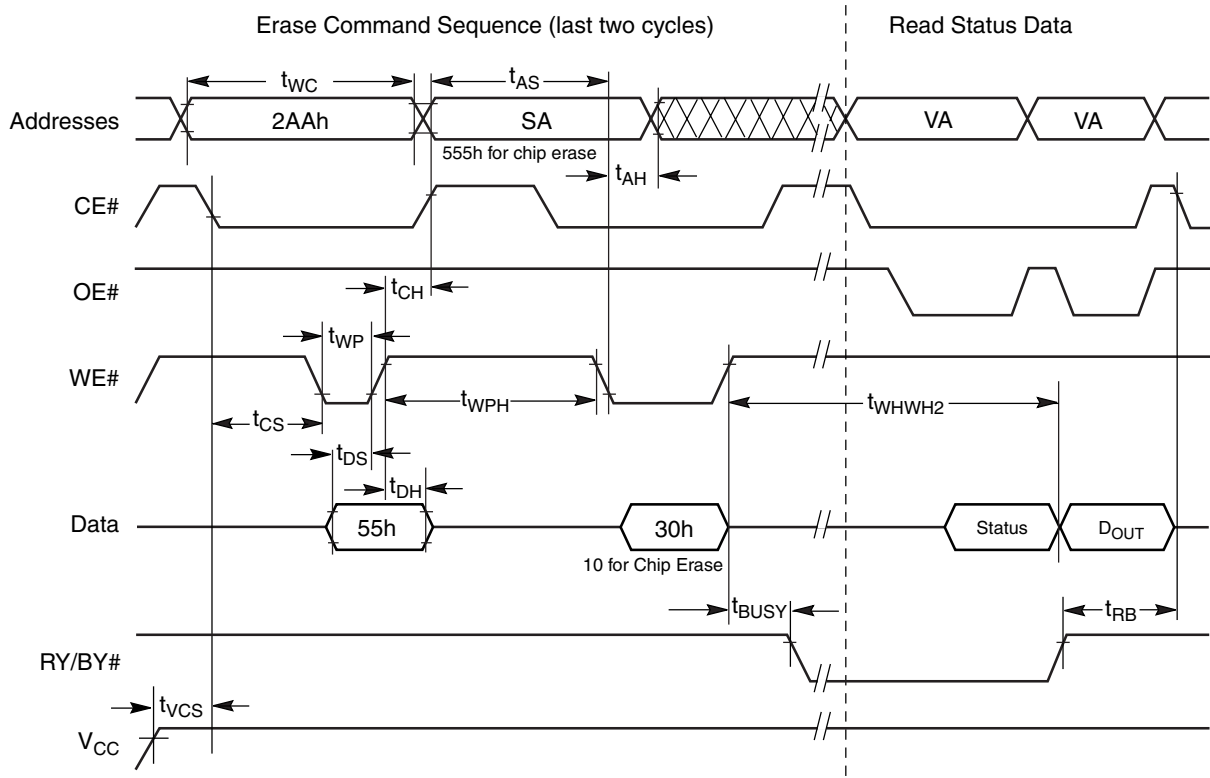 Erase Command Sequence (last two cycles)
Read Status Data
tWC
tAS
Addresses
2AAh
SA
VA
VA
555h for chip erase
tAH
CE#
OE#
tCH
tWP
WE#
tWPH
tWHWH2
tCS
tDS
tDH
Data
55h
30h
Status
DOUT
10 for Chip Erase
tBUSY
tRB
RY/BY#
tVCS
VCC